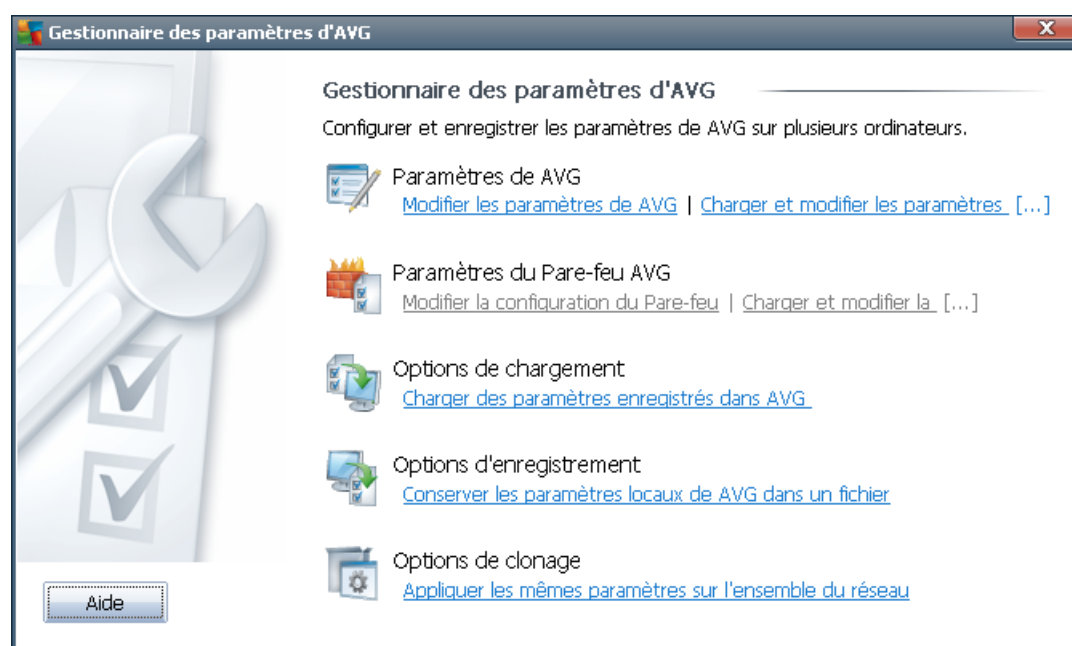 Gestionnaire des paramètres d'AVG
X
Gestionnaire des paramètres d'AVG
Configurer et enregistrer les paramètres de AVG sur plusieurs ordinateurs.
Paramètres de AVG
Modifier les paramètres de AVG | Charger et modifier les paramètres [...]
Paramètres du Pare-feu AVG
Modifier la configuration du Pare-feu | Charger et modifier la [...]
Options de chargement
Charger des paramètres enregistrés dans AVG
Options d'enregistrement
Conserver les paramètres locaux de AVG dans un fichier
Options de clonage
Appliquer les mêmes paramètres sur l'ensemble du réseau
Aide